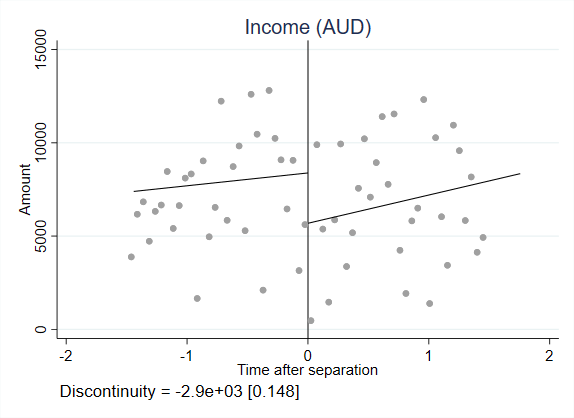 Income (AUD)
15000
10000
5000
0
Amount
-2
-1
0
1
2
Time after separation
Discontinuity = -2.9e+03 [0.148]